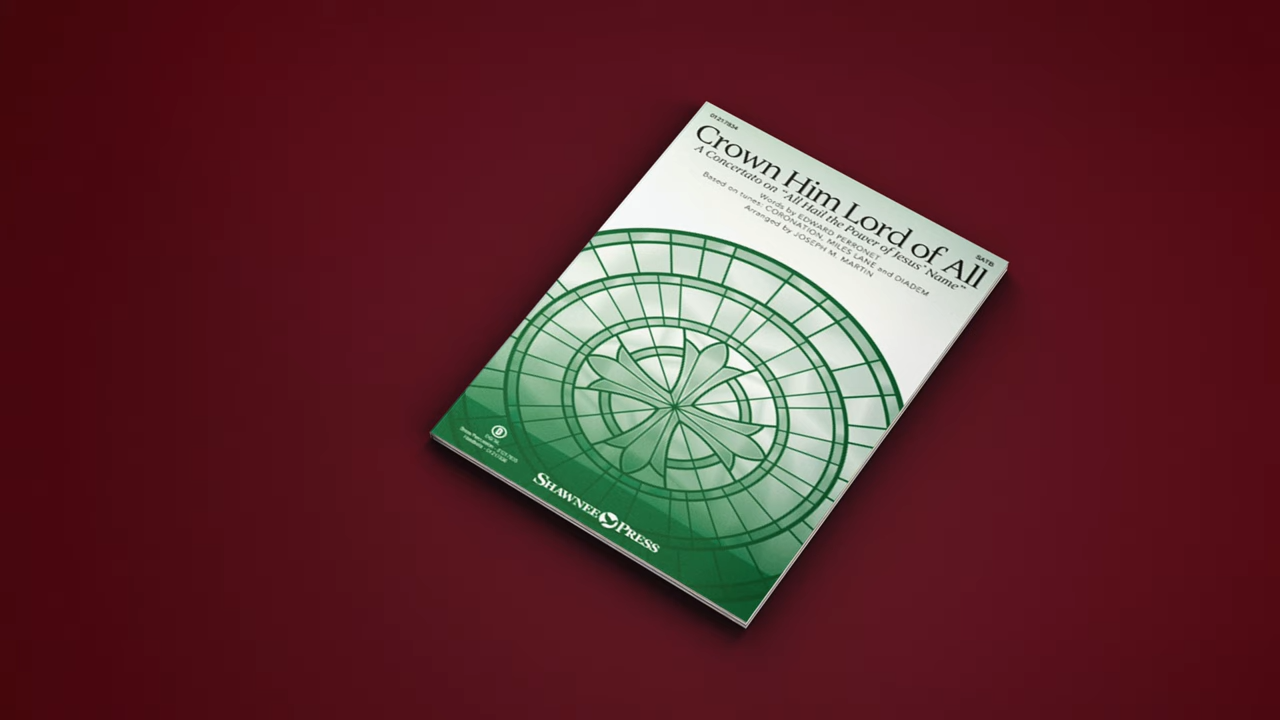 01217834
Crown Him Lord of All
A Concertato on "All Hail the Power of Jesus' Name"
Words by EDWARD PERRONET
Based on tunes: CORONATION, MILES LANE and DIADEM
Arranged by JOSEPH M. MARTIN
SATB
SHAWNEE PRESS